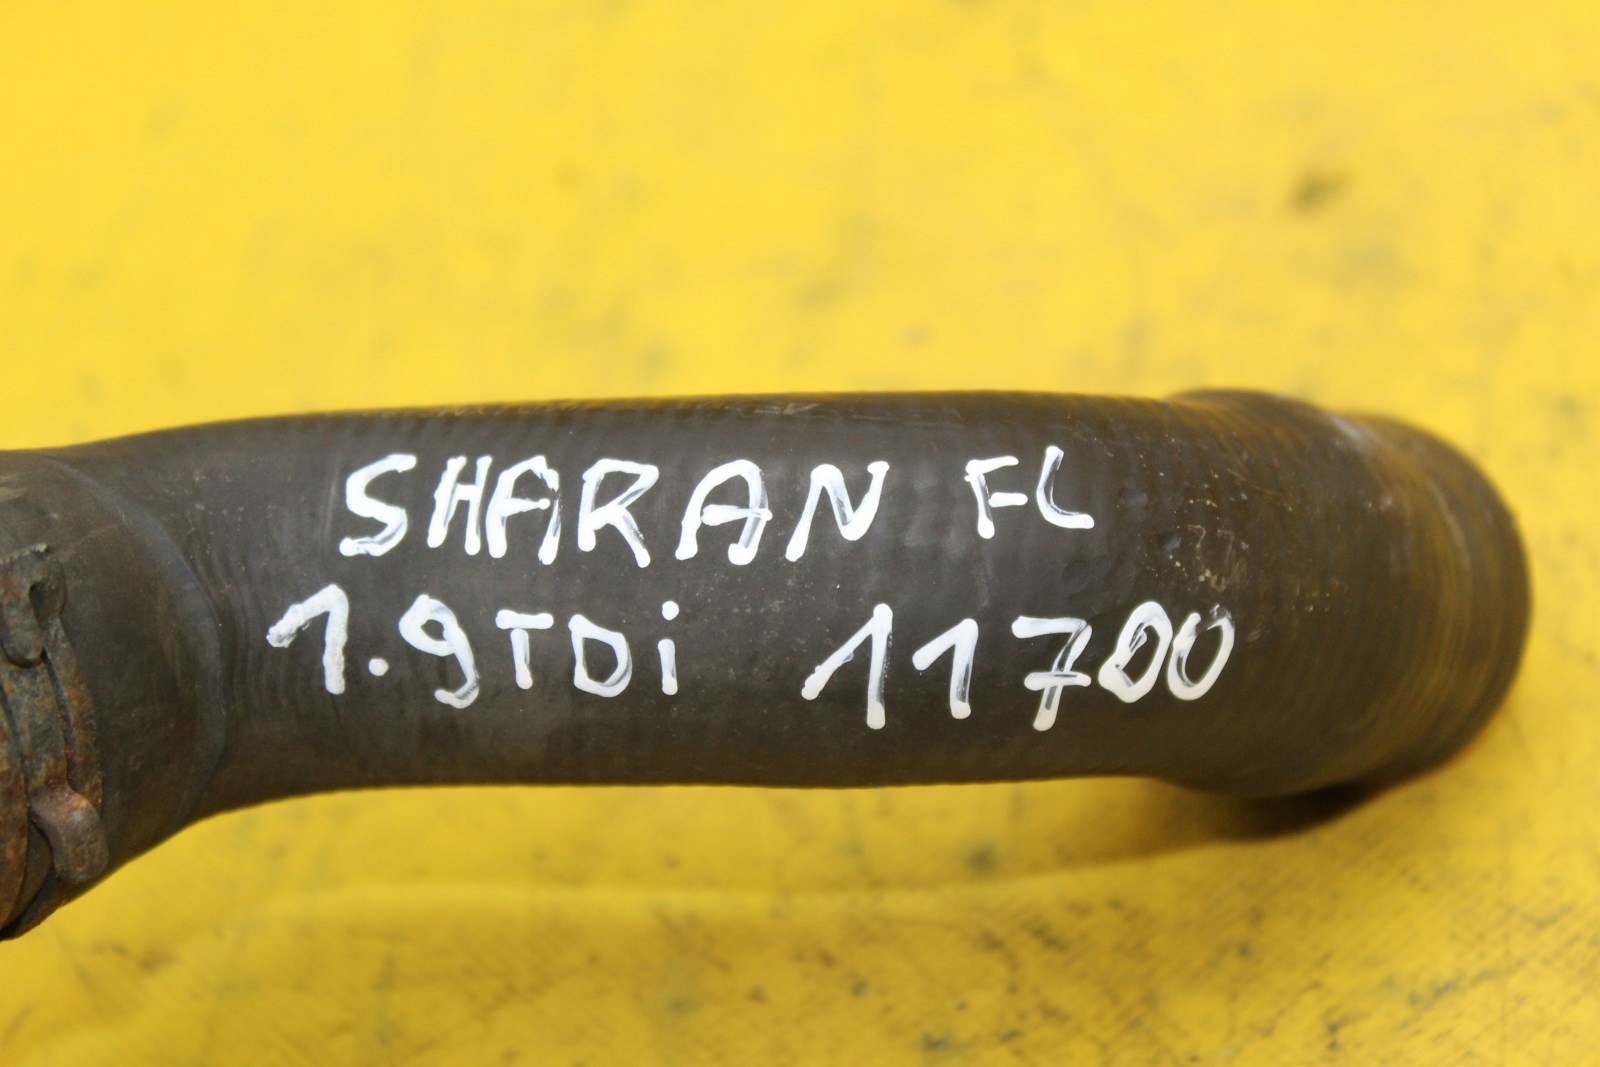 SHARAN FL
1.9TDi 11700